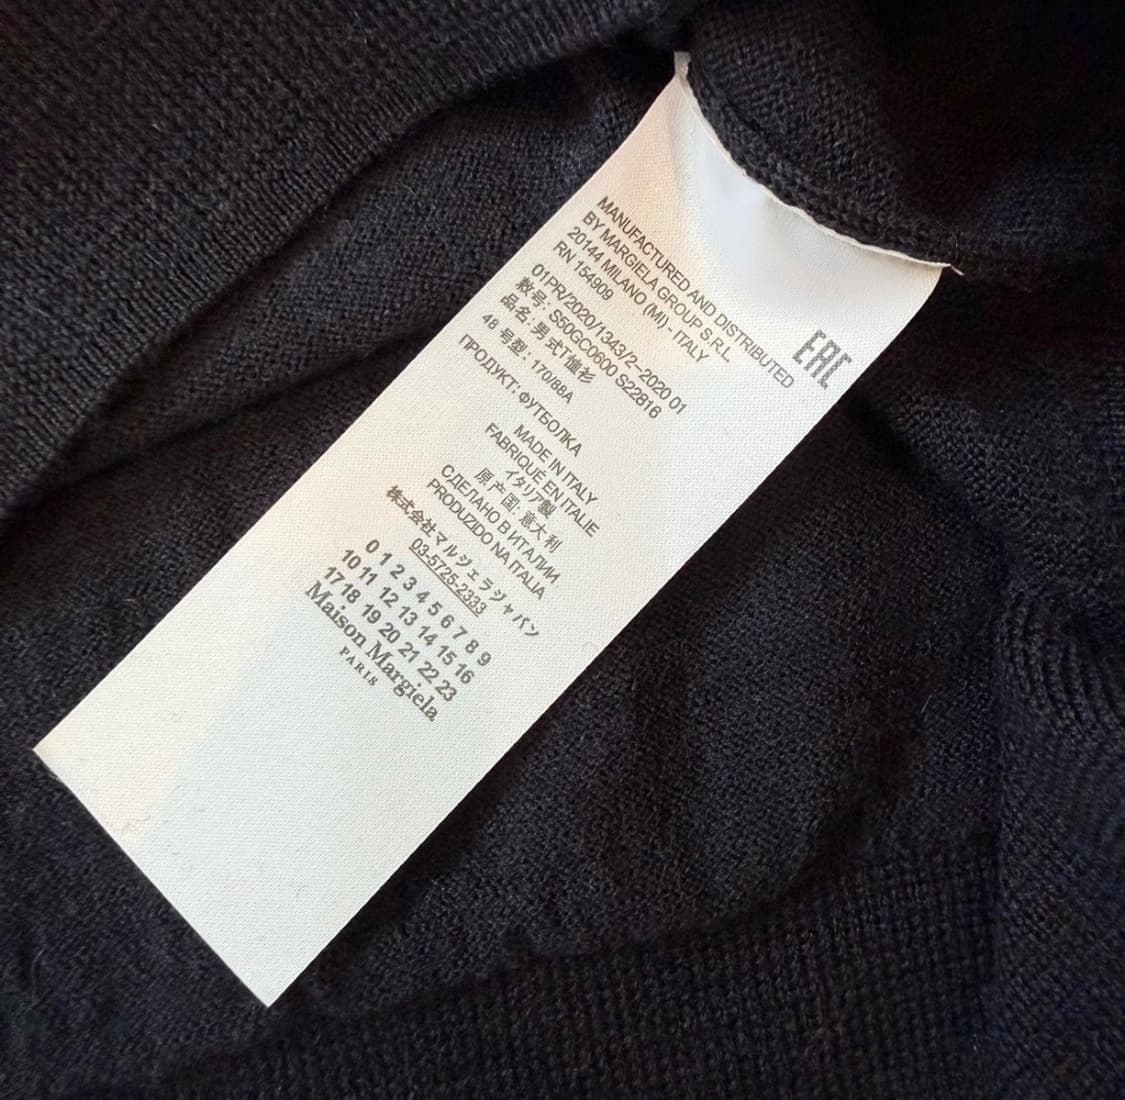 EAC
MANUFACTURED AND DISTRIBUTED
BY MARGIELA GROUP S.R.L.
20144 MILANO (MI) - ITALY
RN 154909
01PR/2020/1343/2-2020 01
款号: S50GC0600 S22816
品名: 男式T恤衫
48 号型: 170/88A
ПРОДУКТ: ФУТБОЛКА
MADE IN ITALY
FABRIQUÉ EN ITALIE
イタリア製
原产国: 意大利
СДЕЛАНО В ИТАЛИИ
PRODUZIDO NA ITALIA
株式会社マルジェラジャパン
03-5725-2333
0 1 2 3 4 5 6 7 8 9
10 11 12 13 14 15 16
17 18 19 20 21 22 23
Maison Margiela
PARIS